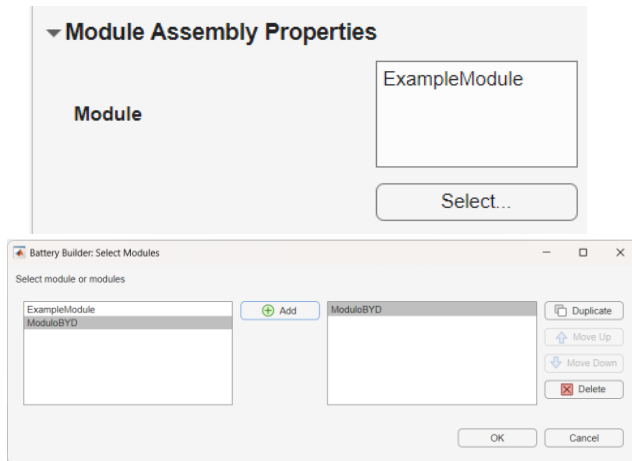 Module Assembly Properties
Module
ExampleModule
Select...
Battery Builder: Select Modules
Select module or modules
ExampleModule
ModuloBYD
Add
ModuloBYD
Duplicate
Move Up
Move Down
Delete
OK
Cancel